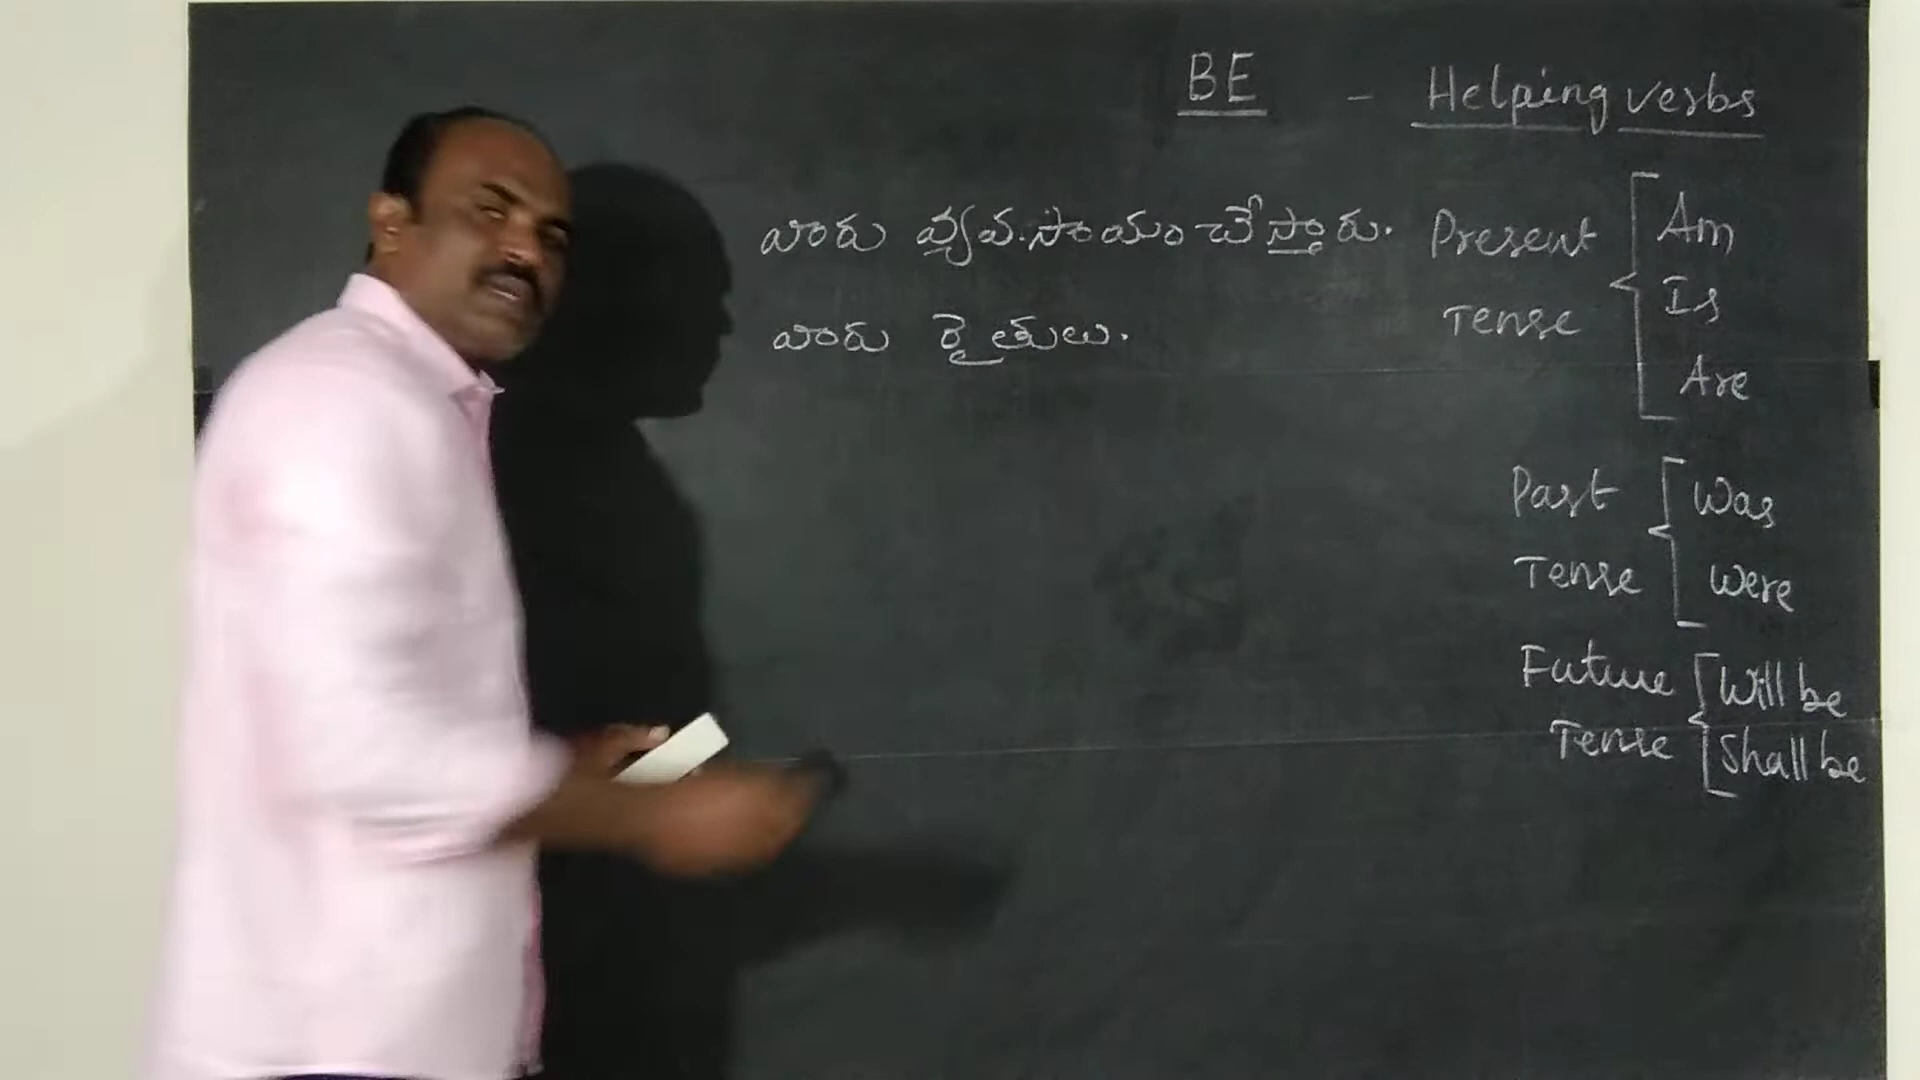 BE - Helping verbs
వారు వ్యవసాయం చేస్తారు.
వారు రైతులు.
Present Tense
Am
Is
Are
Past Tense
Was
Were
Future Tense
Will be
Shall be